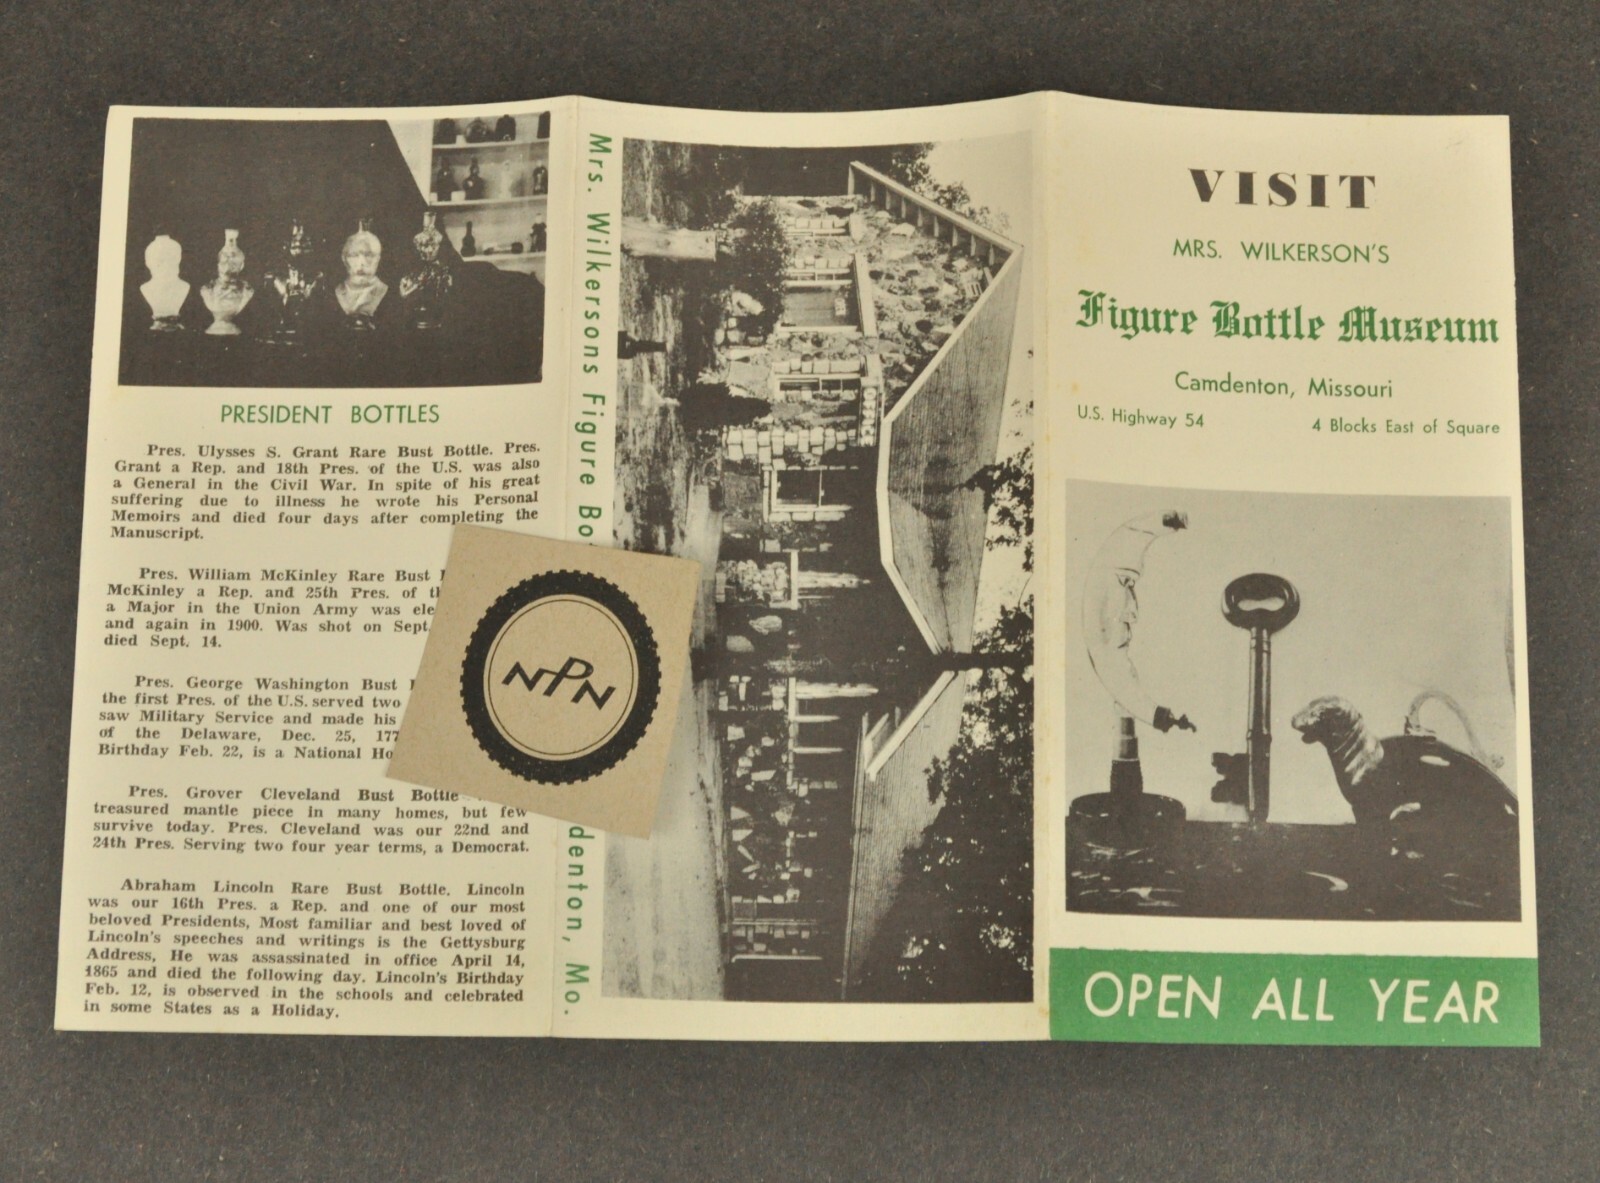 PRESIDENT BOTTLES
Pres. Ulysses S. Grant Rare Bust Bottle. Pres.
Grant a Rep. and 18th Pres. of the U.S. was also
a General in the Civil War. In spite of his great
suffering due to illness he wrote his Personal
Memoirs and died four days after completing the
Manuscript.
Pres. William McKinley Rare Bust
McKinley a Rep. and 25th Pres. of
a Major in the Union Army was
and again in 1900. Was shot on Sept.
died Sept. 14.
Pres. George Washington Bust
the first Pres. of the U.S. served two
saw Military Service and made his
of the Delaware, Dec. 25,
Birthday Feb. 22, is a National
Pres. Grover Cleveland Bust Bottle
treasured mantle piece in many homes, but few
survive today. Pres. Cleveland was our 22nd and
24th Pres. Serving two four year terms, a Democrat.
Abraham Lincoln Rare Bust Bottle. Lincoln
was our 16th Pres. a Rep. and one of our most
beloved Presidents, Most familiar and best loved of
Lincoln's speeches and writings is the Gettysburg
Address, He was assassinated in office April 14,
1865 and died the following day. Lincoln's Birthday
Feb. 12, is observed in the schools and celebrated
in some States as a Holiday.
Mrs. Wilkersons Figure Bo denton, Mo.
NPN
VISIT
MRS. WILKERSON'S
Figure Bottle Museum
Camdenton, Missouri
U.S. Highway 54 4 Blocks East of Square
OPEN ALL YEAR